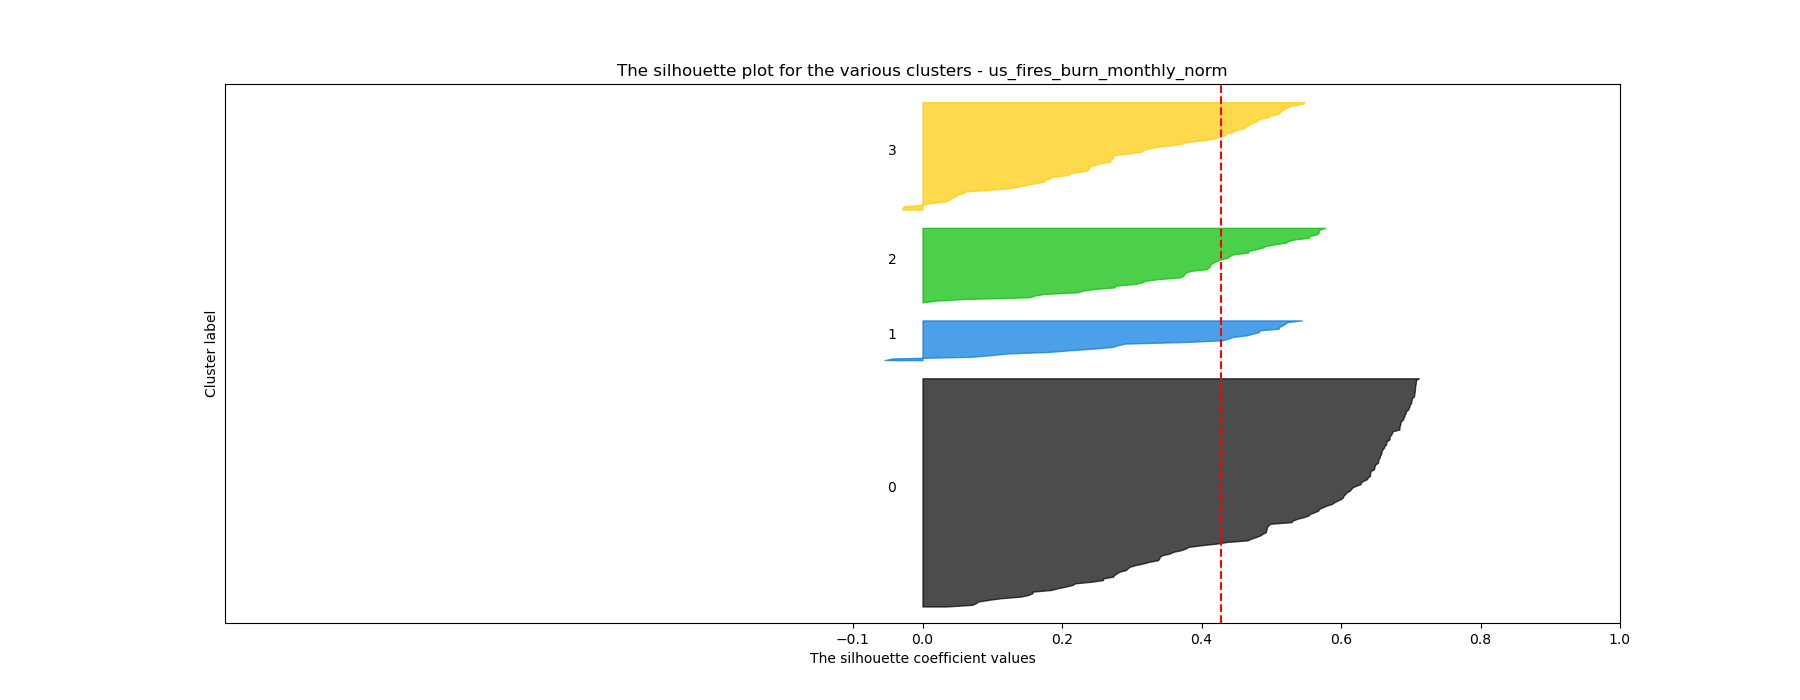 The silhouette plot for the various clusters - us_fires_burn_monthly_norm
3
2
1
0
Cluster label
−0.1 0.0 0.2 0.4 0.6 0.8 1.0
The silhouette coefficient values